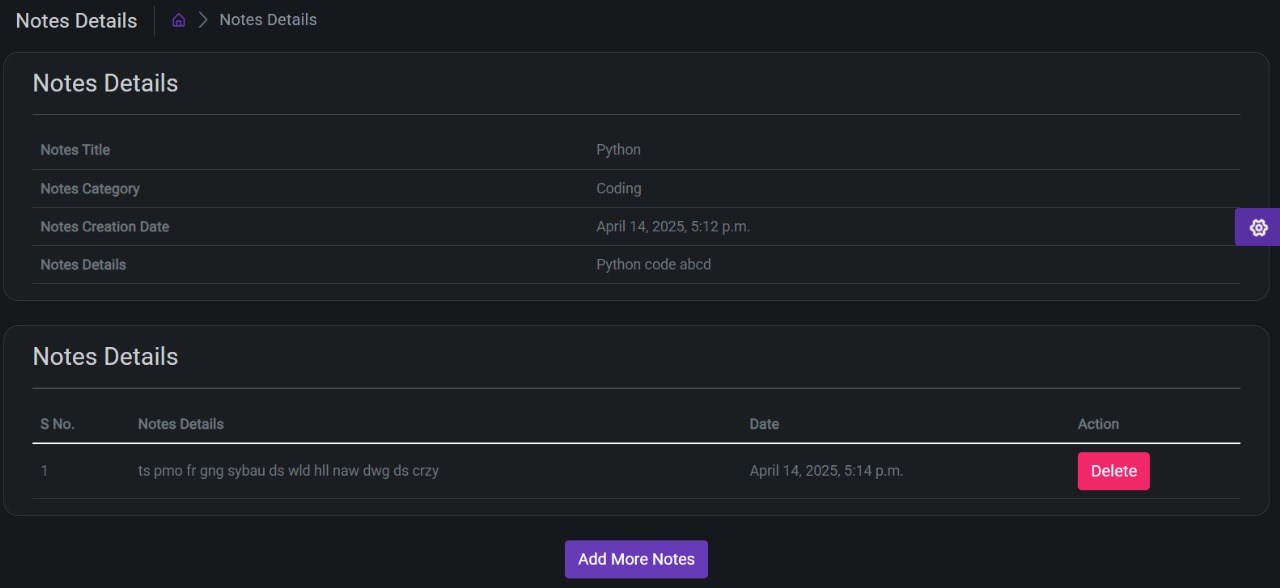 Notes Details Notes Details
Notes Details
Notes Title Python
Notes Category Coding
Notes Creation Date April 14, 2025, 5:12 p.m.
Notes Details Python code abcd
Notes Details
S No. Notes Details Date Action
1 ts pmo fr gng sybau ds wld hll naw dwg ds crzy April 14, 2025, 5:14 p.m. Delete
Add More Notes